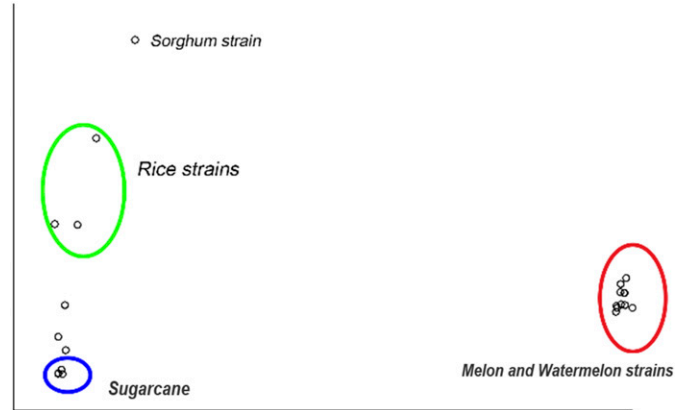 Sorghum strain
Rice strains
Melon and Watermelon strains
Sugarcane